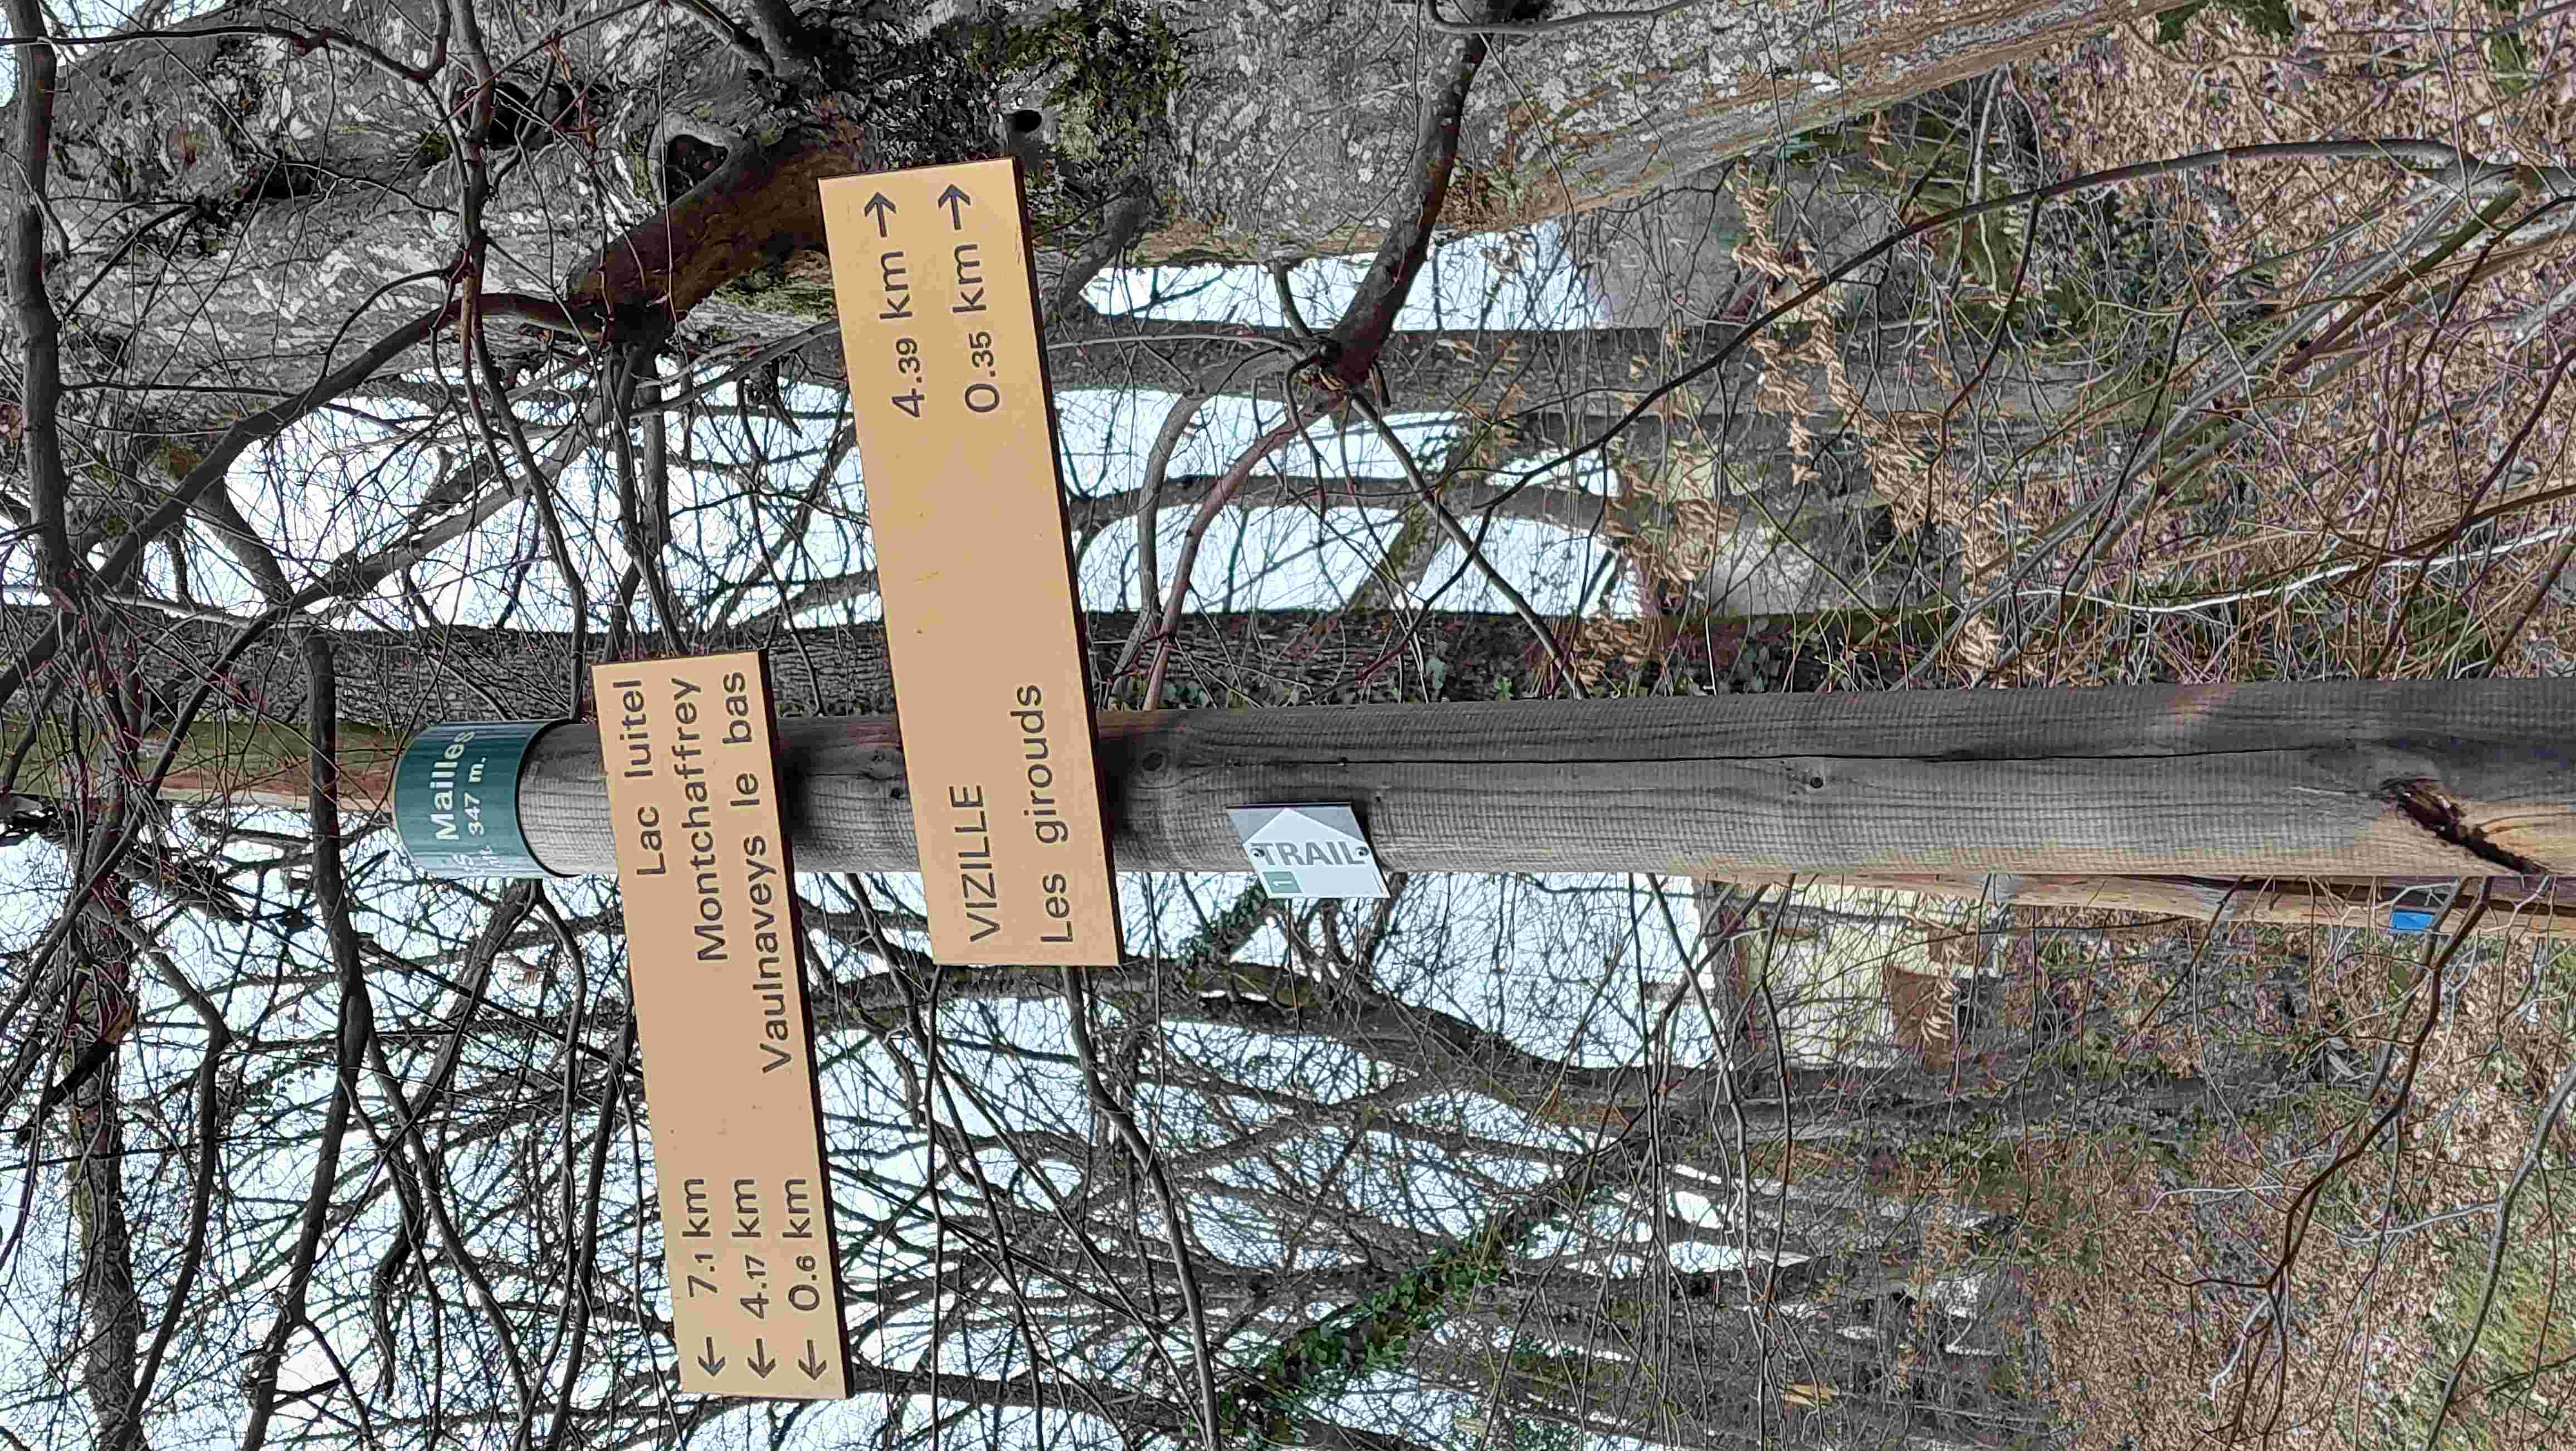 Mailles
347 m.
Lac luitel
← 7.1 km
Montchaffrey
← 4.17 km
Vaulnaveys le bas
← 0.6 km
VIZILLE 4.39 km →
Les girouds 0.35 km →
1
TRAIL